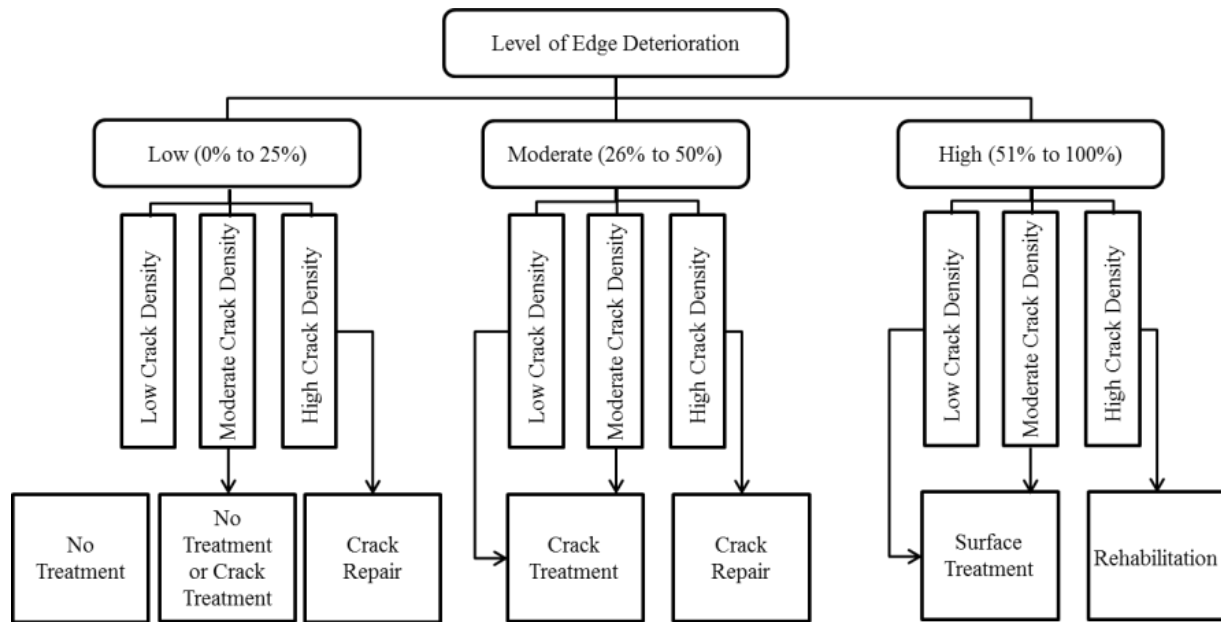 Level of Edge Deterioration
Low (0% to 25%)
Moderate (26% to 50%)
High (51% to 100%)
Low Crack Density
Moderate Crack Density
High Crack Density
Low Crack Density
Moderate Crack Density
High Crack Density
Low Crack Density
Moderate Crack Density
High Crack Density
No
Treatment
No
Treatment
or Crack
Treatment
Crack
Repair
Crack
Treatment
Crack
Repair
Surface
Treatment
Rehabilitation